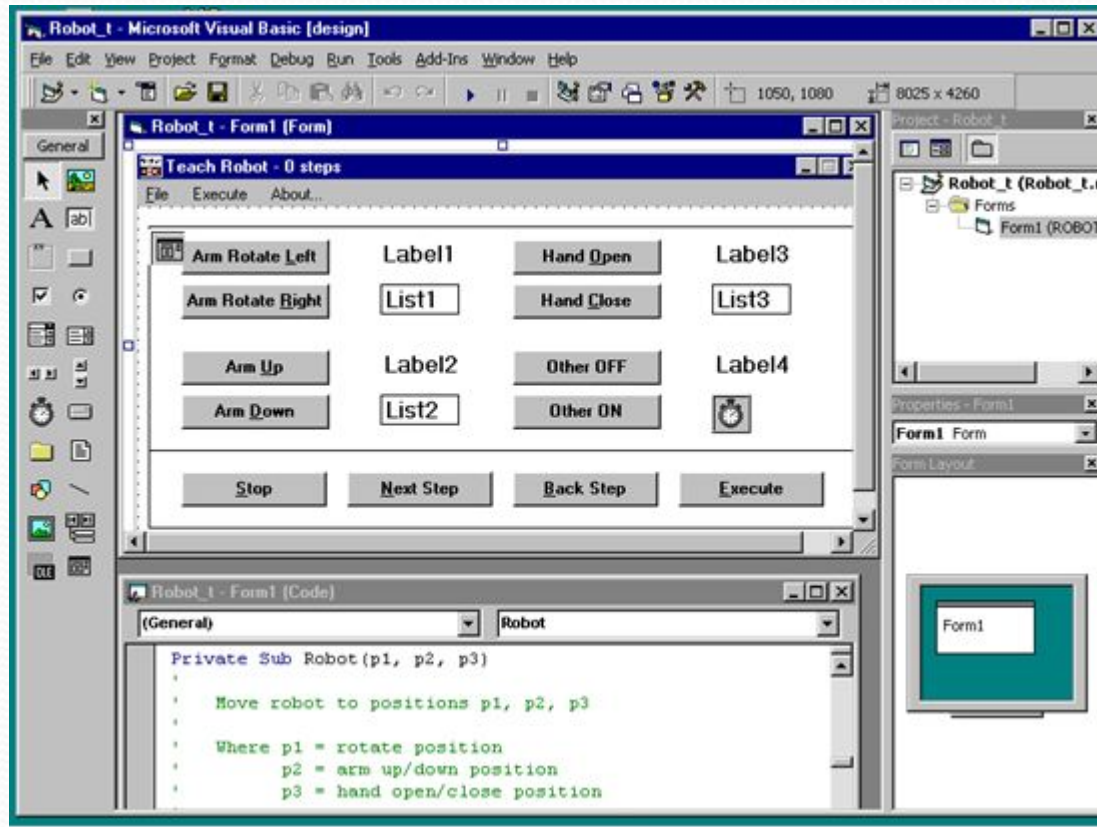 Robot_t - Microsoft Visual Basic [design]
File Edit View Project Format Debug Run Tools Add-Ins Window Help
1050, 1080 8025 x 4260
General
Robot_t - Form1 (Form)
Teach Robot - 0 steps
File Execute About...
Arm Rotate Left Label1 Hand Open Label3
Arm Rotate Right List1 Hand Close List3
Arm Up Label2 Other OFF Label4
Arm Down List2 Other ON
Stop Next Step Back Step Execute
A ab
OLE
Robot_t - Form1 (Code)
(General) Robot
Private Sub Robot(p1, p2, p3)
'
' Move robot to positions p1, p2, p3
'
' Where p1 = rotate position
' p2 = arm up/down position
' p3 = hand open/close position
Project - Robot_t
Robot_t (Robot_t.
Forms
Form1 (ROBOT
Properties - Form1
Form1 Form
Form Layout
Form1